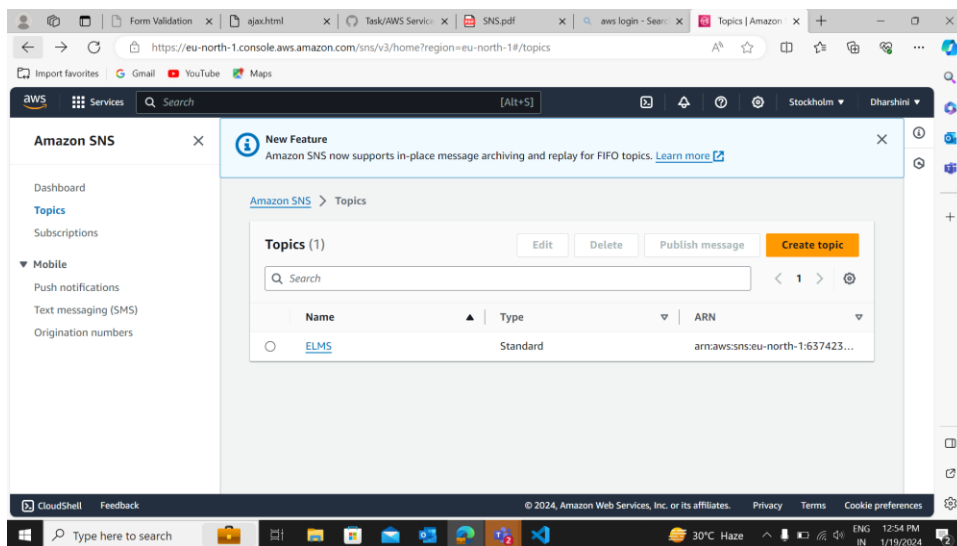 Form Validation
ajax.html
Task/AWS Service
SNS.pdf
aws login - Searc
Topics | Amazon
https://eu-north-1.console.aws.amazon.com/sns/v3/home?region=eu-north-1#/topics
Import favorites Gmail YouTube Maps
aws Services Search [Alt+S] Stockholm Dharshini
Amazon SNS
Dashboard
Topics
Subscriptions
Mobile
Push notifications
Text messaging (SMS)
Origination numbers
New Feature
Amazon SNS now supports in-place message archiving and replay for FIFO topics. Learn more
Amazon SNS > Topics
Topics (1) Edit Delete Publish message Create topic
Search 1
Name Type ARN
ELMS Standard arn:aws:sns:eu-north-1:637423...
CloudShell Feedback © 2024, Amazon Web Services, Inc. or its affiliates. Privacy Terms Cookie preferences
Type here to search 30°C Haze ENG 12:54 PM
IN 1/19/2024